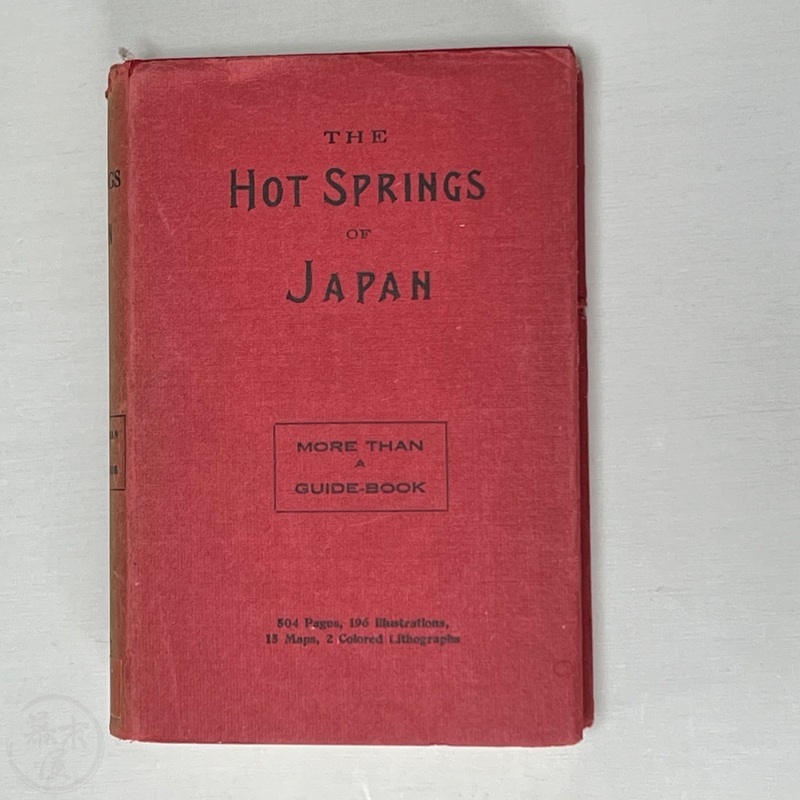 THE
HOT SPRINGS
OF
JAPAN
MORE THAN
A
GUIDE-BOOK
504 Pages, 196 Illustrations,
15 Maps, 2 Colored Lithographs